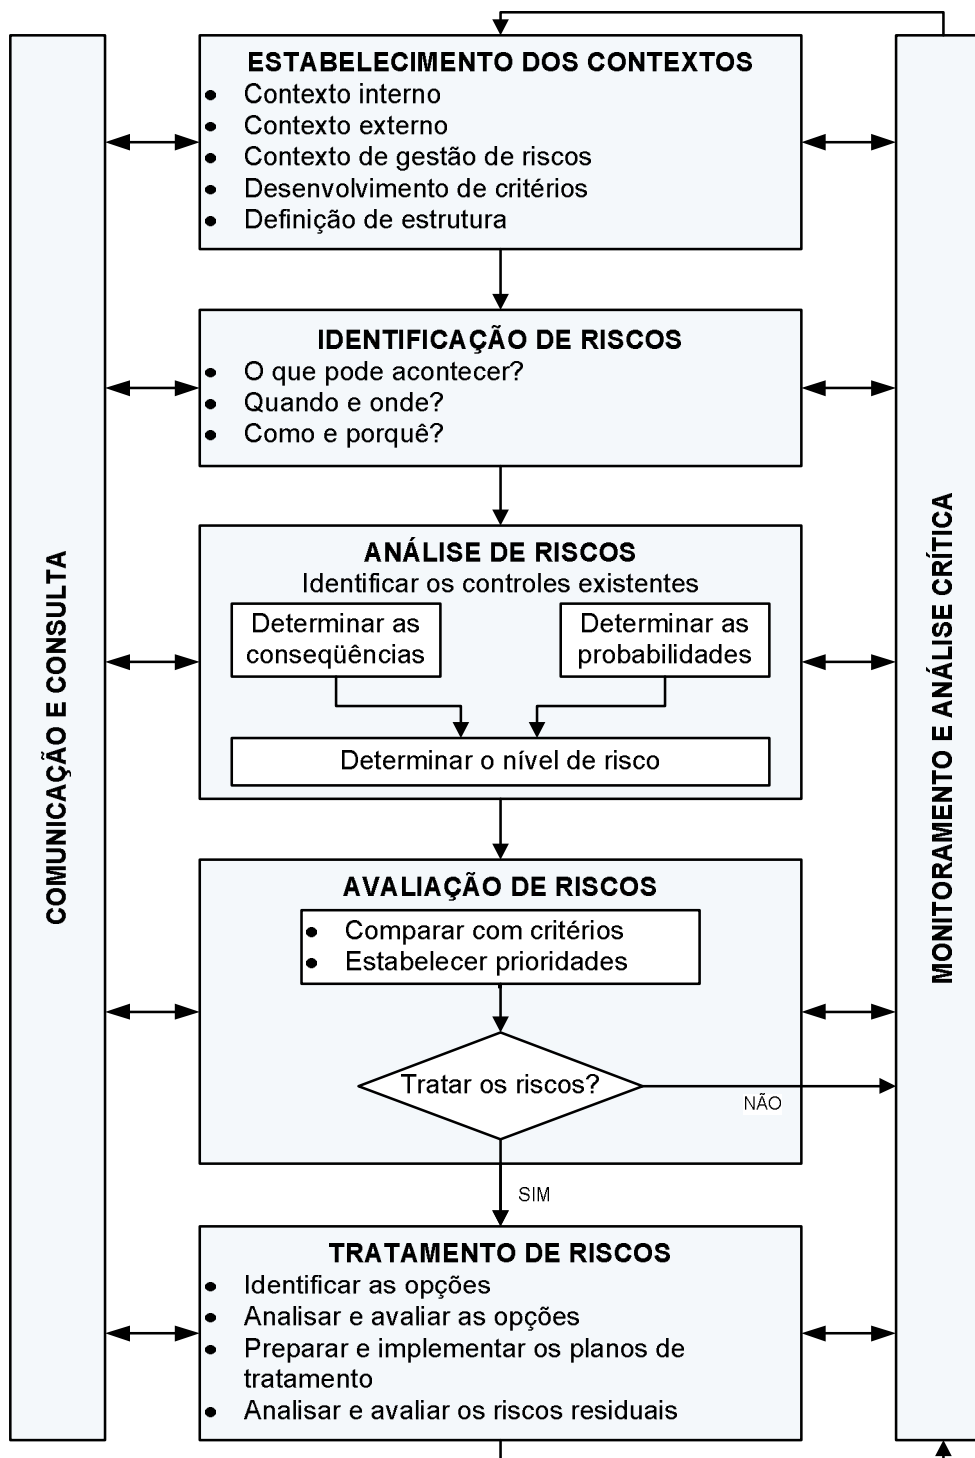 ESTABELECIMENTO DOS CONTEXTOS
• Contexto interno
• Contexto externo
• Contexto de gestão de riscos
• Desenvolvimento de critérios
• Definição de estrutura
IDENTIFICAÇÃO DE RISCOS
• O que pode acontecer?
• Quando e onde?
• Como e porquê?
ANÁLISE DE RISCOS
Identificar os controles existentes
Determinar as
conseqüências
Determinar as
probabilidades
Determinar o nível de risco
AVALIAÇÃO DE RISCOS
• Comparar com critérios
• Estabelecer prioridades
Tratar os riscos?
NÃO
SIM
TRATAMENTO DE RISCOS
• Identificar as opções
• Analisar e avaliar as opções
• Preparar e implementar os planos de
tratamento
• Analisar e avaliar os riscos residuais
COMUNICAÇÃO E CONSULTA
MONITORAMENTO E ANÁLISE CRÍTICA